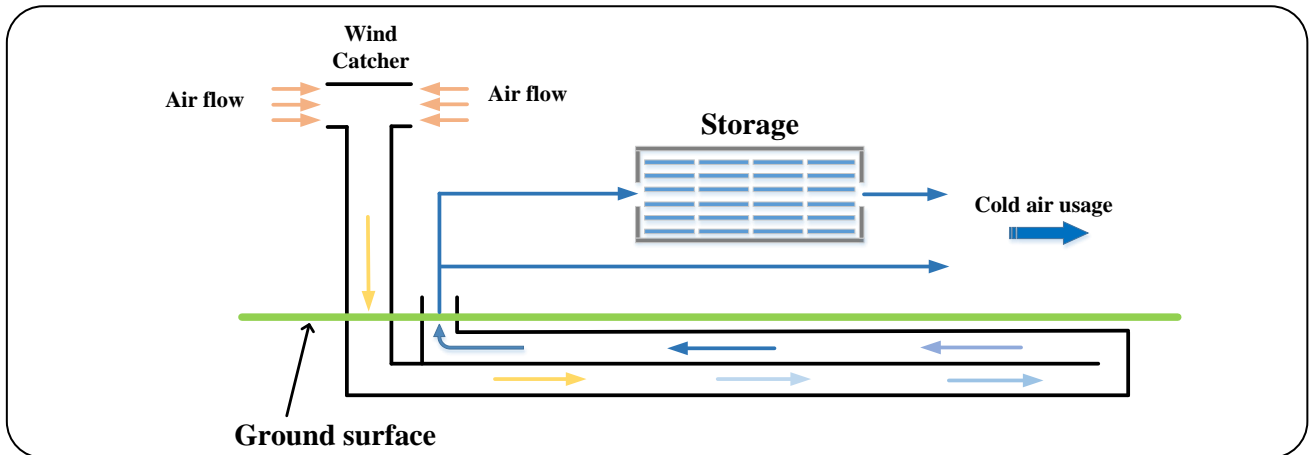 Wind
Catcher
Air flow
Air flow
Storage
Cold air usage
Ground surface